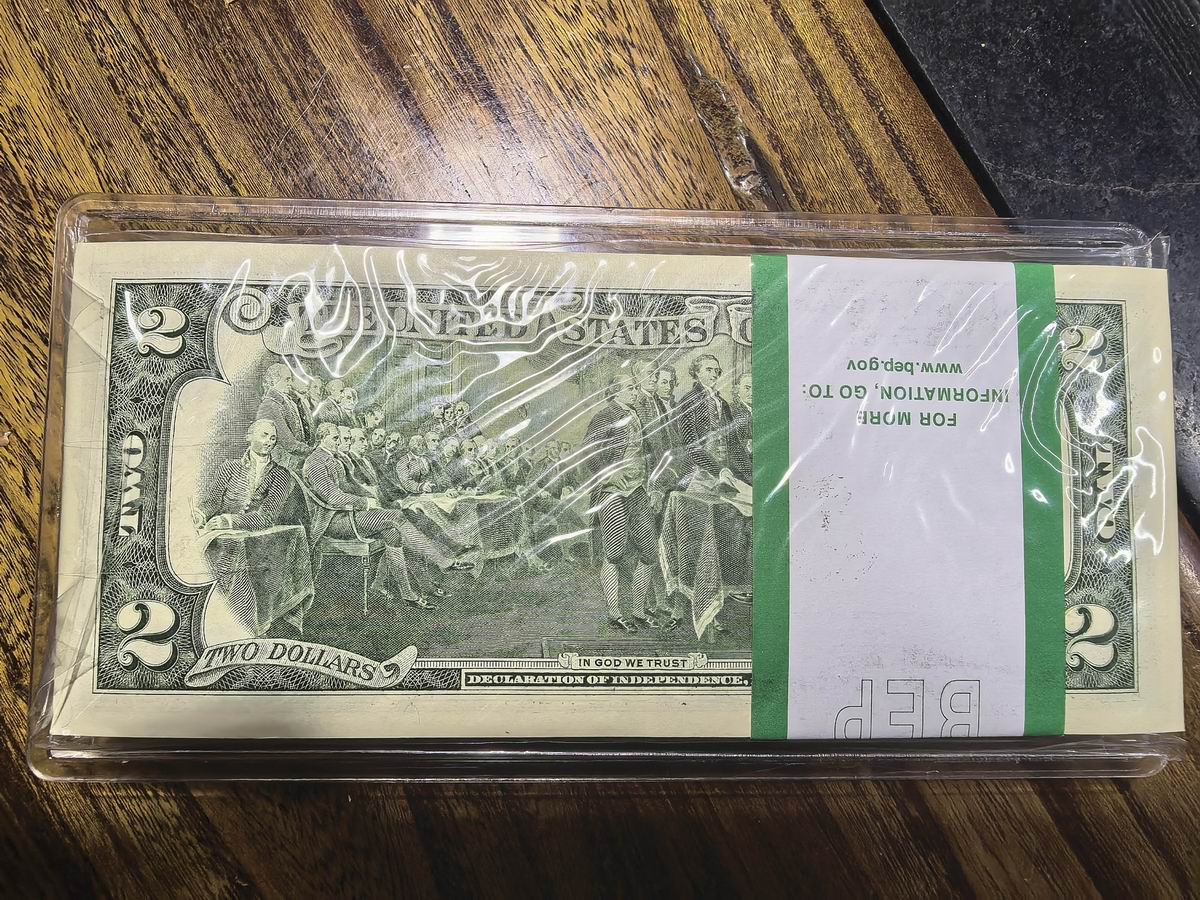 2
THE UNITED STATES
2
TWO
TWO
2
2
TWO DOLLARS
IN GOD WE TRUST
DECLARATION OF INDEPENDENCE,
FOR MORE
INFORMATION, GO TO:
www.bep.gov
BEP